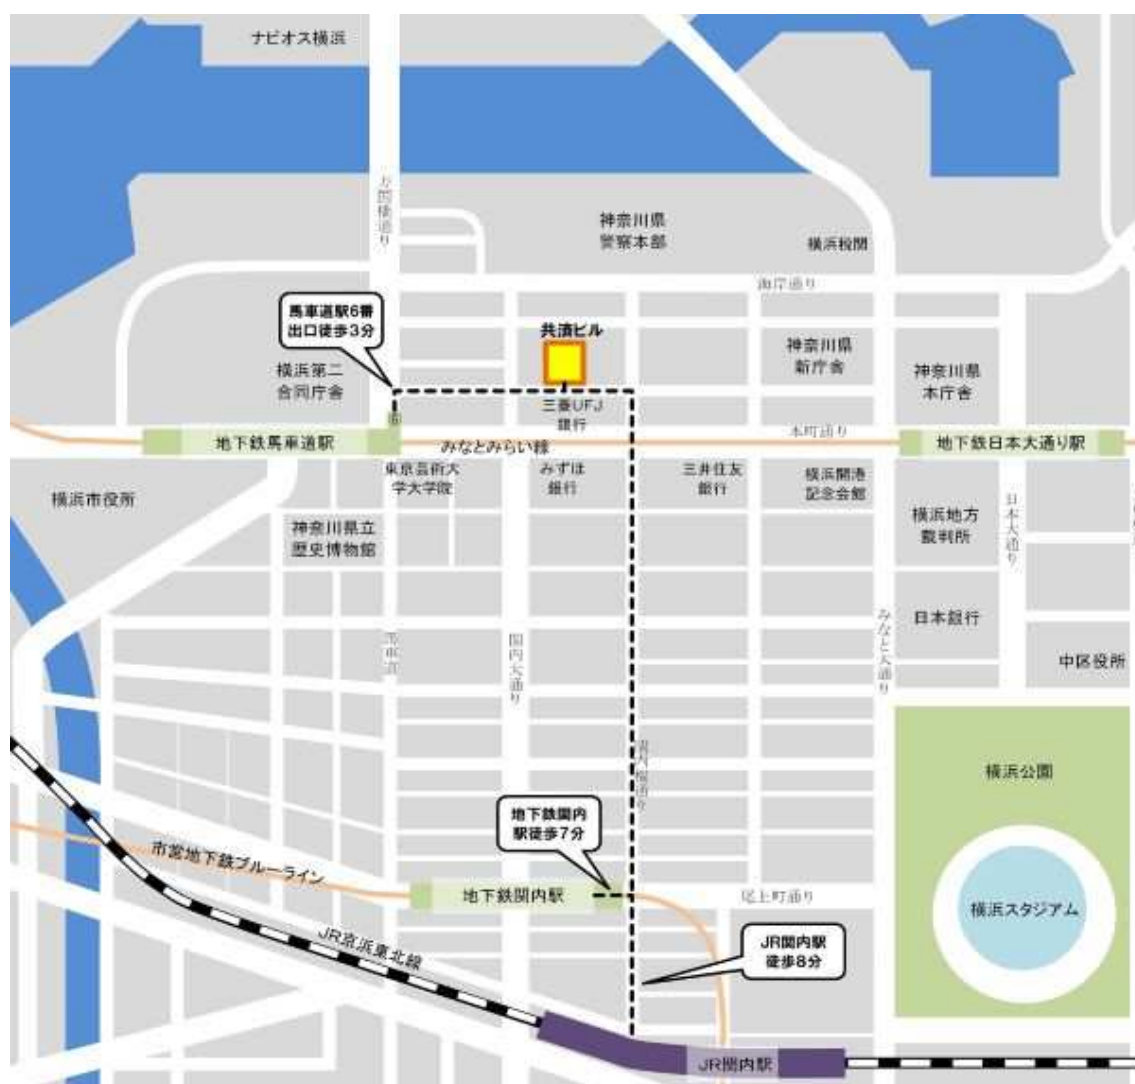 ナビオス横浜
万国橋通り
神奈川県
警察本部
横浜税関
海岸通り
馬車道駅6番
出口徒歩3分
共済ビル
横浜第二
合同庁舎
神奈川県
新庁舎
神奈川県
本庁舎
三菱UFJ
銀行
6
本町通り
地下鉄馬車道駅
みなとみらい線
地下鉄日本大通り駅
東京芸術大
学大学院
みずほ
銀行
三井住友
銀行
横浜開港
記念会館
横浜市役所
神奈川県立
歴史博物館
横浜地方
裁判所
日本大通り
日本銀行
馬車道
関内大通り
みなと大通り
中区役所
関内桜通り
横浜公園
地下鉄関内
駅徒歩7分
市営地下鉄ブルーライン
地下鉄関内駅
尾上町通り
横浜スタジアム
JR京浜東北線
JR関内駅
徒歩8分
JR関内駅